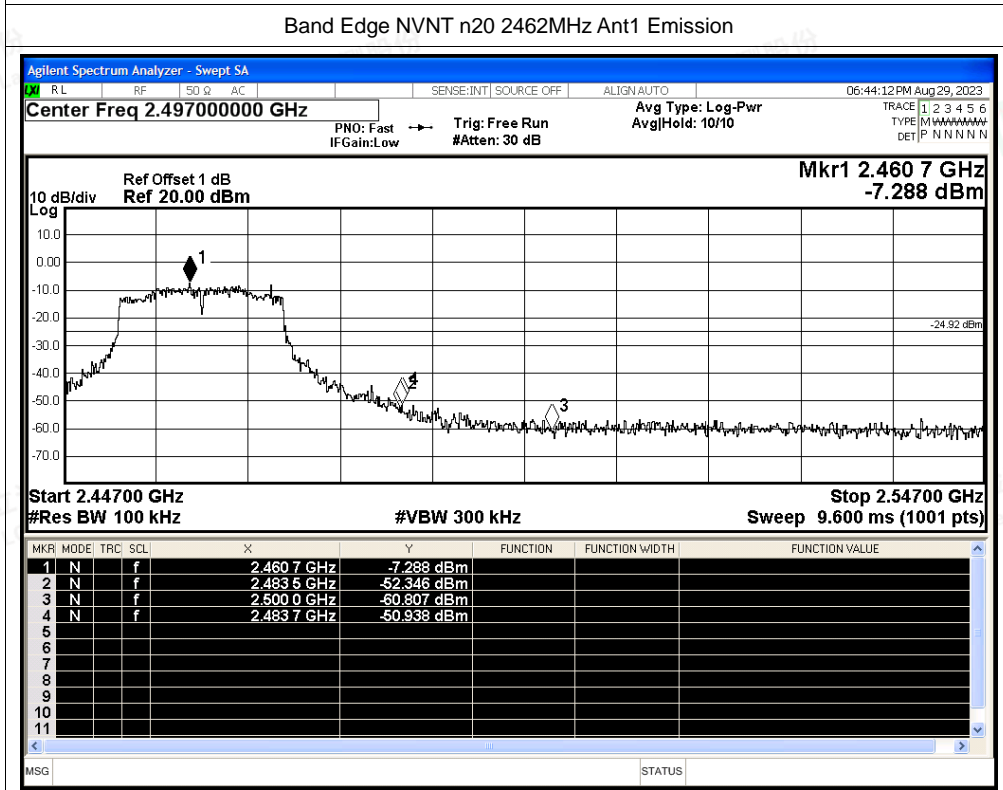 Band Edge NVNT n20 2462MHz Ant1 Emission
Agilent Spectrum Analyzer - Swept SA
LXI RL RF 50 Ω AC SENSE:INT SOURCE OFF ALIGN AUTO 06:44:12 PM Aug 29, 2023
Center Freq 2.497000000 GHz
PNO: Fast
IFGain:Low
Trig: Free Run
#Atten: 30 dB
Avg Type: Log-Pwr
Avg|Hold: 10/10
TRACE 1 2 3 4 5 6
TYPE M
DET P N N N N N
Mkr1 2.460 7 GHz
-7.288 dBm
Ref Offset 1 dB
10 dB/div Ref 20.00 dBm
Log
10.0
0.00
-10.0
-20.0
-30.0
-40.0
-50.0
-60.0
-70.0
1
-24.92 dBm
4
2
3
Start 2.44700 GHz Stop 2.54700 GHz
#Res BW 100 kHz #VBW 300 kHz Sweep 9.600 ms (1001 pts)
MKR MODE TRC SCL X Y FUNCTION FUNCTION WIDTH FUNCTION VALUE
1 N f 2.460 7 GHz -7.288 dBm
2 N f 2.483 5 GHz -52.346 dBm
3 N f 2.500 0 GHz -60.807 dBm
4 N f 2.483 7 GHz -50.938 dBm
5
6
7
8
9
10
11
MSG STATUS